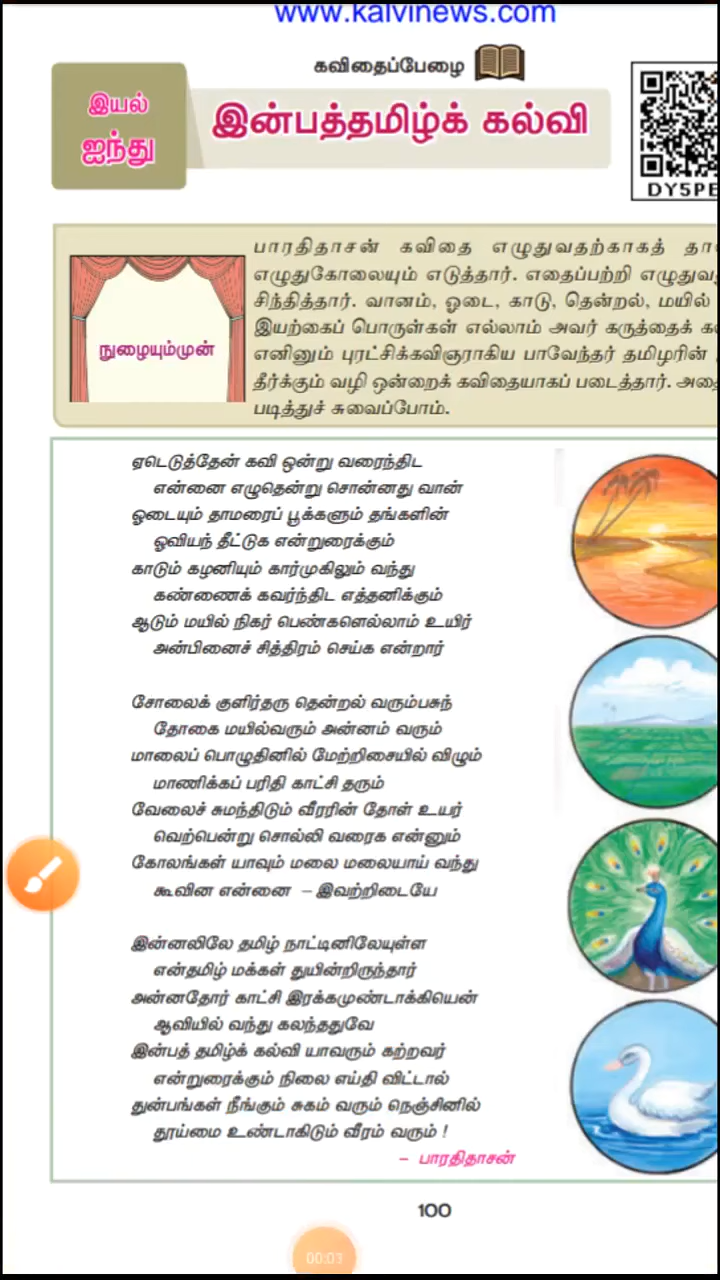 www.kalvinews.com
கவிதைப்பேழை
இயல்
ஐந்து
இன்பத்தமிழ்க் கல்வி
DY5PE
நுழையும்முன்
பாரதிதாசன் கவிதை எழுதுவதற்காகத்
எழுதுகோலையும் எடுத்தார். எதைப்பற்றி
சிந்தித்தார். வானம், ஓடை, காடு, தென்றல், மயில்
இயற்கைப் பொருள்கள் எல்லாம் அவர் கருத்தைக்
எனினும் புரட்சிக்கவிஞராகிய பாவேந்தர் தமிழரின்
தீர்க்கும் வழி ஒன்றைக் கவிதையாகப் படைத்தார்.
படித்துச் சுவைப்போம்.
ஏடெடுத்தேன் கவி ஒன்று வரைந்திட
என்னை எழுதென்று சொன்னது வான்
ஓடையும் தாமரைப் பூக்களும் தங்களின்
ஓவியந் தீட்டுக என்றுரைக்கும்
காடும் கழனியும் கார்முகிலும் வந்து
கண்ணைக் கவர்ந்திட எத்தனிக்கும்
ஆடும் மயில் நிகர் பெண்களெல்லாம் உயிர்
அன்பினைச் சித்திரம் செய்க என்றார்
சோலைக் குளிர்தரு தென்றல் வரும்பசுந்
தோகை மயில்வரும் அன்னம் வரும்
மாலைப் பொழுதினில் மேற்றிசையில் விழும்
மாணிக்கப் பரிதி காட்சி தரும்
வேலைச் சுமந்திடும் வீரரின் தோள் உயர்
வெற்பென்று சொல்லி வரைக என்னும்
கோலங்கள் யாவும் மலை மலையாய் வந்து
கூவின என்னை – இவற்றிடையே
இன்னலிலே தமிழ் நாட்டினிலேயுள்ள
என்தமிழ் மக்கள் துயின்றிருந்தார்
அன்னதோர் காட்சி இரக்கமுண்டாக்கியென்
ஆவியில் வந்து கலந்ததுவே
இன்பத் தமிழ்க் கல்வி யாவரும் கற்றவர்
என்றுரைக்கும் நிலை எய்தி விட்டால்
துன்பங்கள் நீங்கும் சுகம் வரும் நெஞ்சினில்
தூய்மை உண்டாகிடும் வீரம் வரும் !
– பாரதிதாசன்
100
00:03